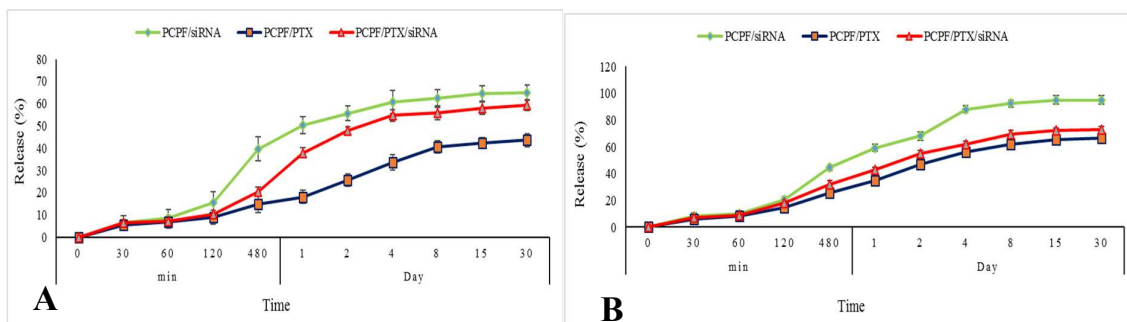 PCPF/siRNA PCPF/PTX PCPF/PTX/siRNA
80
70
60
50
40
30
20
10
0
Release (%)
0 30 60 120 480 1 2 4 8 15 30
min Day
Time
A
PCPF/siRNA PCPF/PTX PCPF/PTX/siRNA
120
100
80
60
40
20
0
Release (%)
0 30 60 120 480 1 2 4 8 15 30
min Day
Time
B